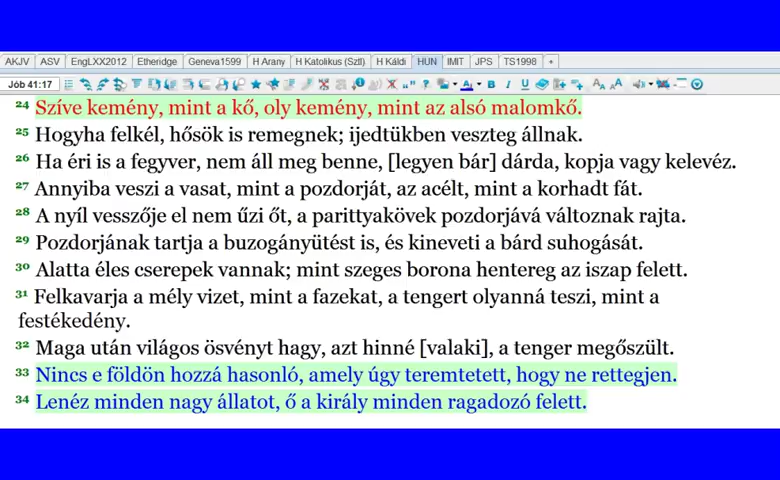 AKJV ASV EngLXX2012 Etheridge Geneva1599 H Arany H Katolikus (SztI) H Káldi HUN IMIT JPS TS1998 +
Jób 41:17
24 Szíve kemény, mint a kő, oly kemény, mint az alsó malomkő.
25 Hogyha felkél, hősök is remegnek; ijedtükben veszteg állnak.
26 Ha éri is a fegyver, nem áll meg benne, [legyen bár] dárda, kopja vagy kelevéz.
27 Annyiba veszi a vasat, mint a pozdorját, az acélt, mint a korhadt fát.
28 A nyíl vesszője el nem űzi őt, a parittyakövek pozdorjává változnak rajta.
29 Pozdorjának tartja a buzogányütést is, és kineveti a bárd suhogását.
30 Alatta éles cserepek vannak; mint szeges borona hentereg az iszap felett.
31 Felkavarja a mély vizet, mint a fazekat, a tengert olyanná teszi, mint a
festékedény.
32 Maga után világos ösvényt hagy, azt hinné [valaki], a tenger megőszült.
33 Nincs e földön hozzá hasonló, amely úgy teremtetett, hogy ne rettegjen.
34 Lenéz minden nagy állatot, ő a király minden ragadozó felett.